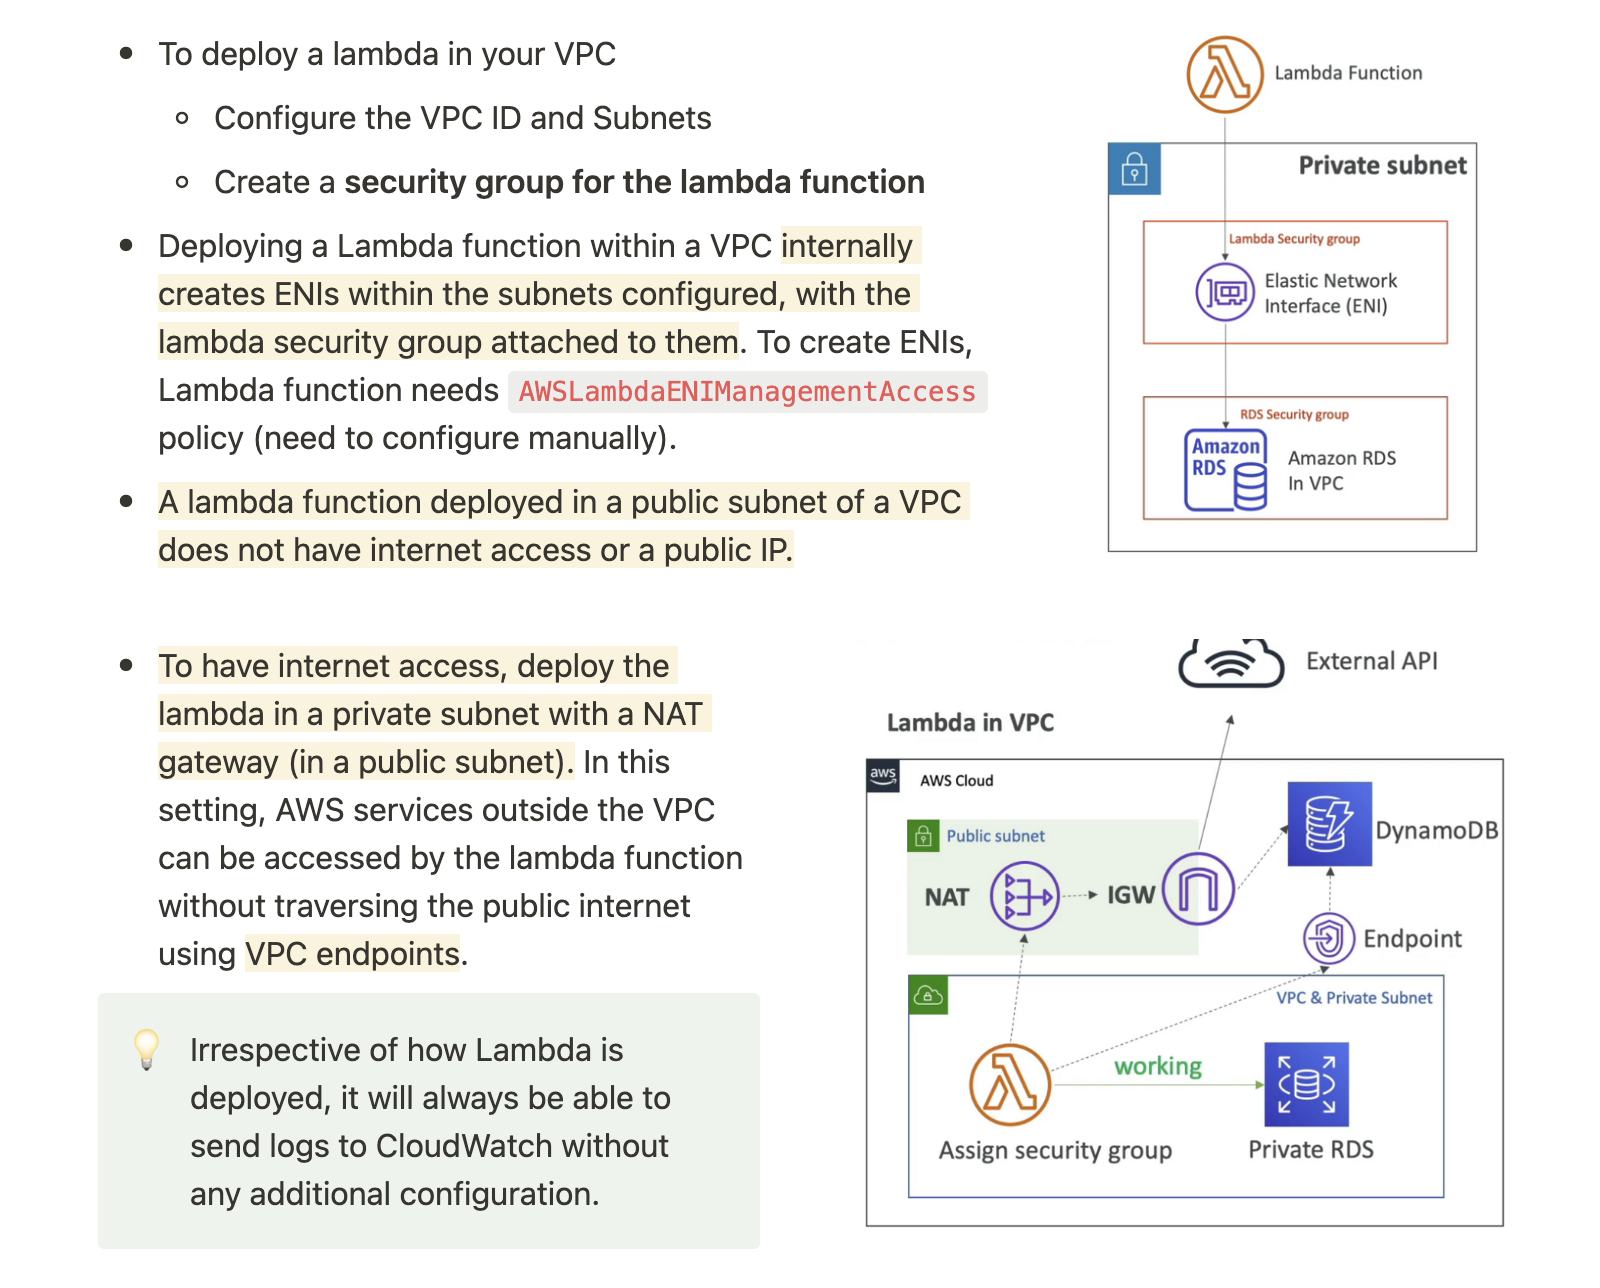 To deploy a lambda in your VPC
Configure the VPC ID and Subnets
Create a security group for the lambda function
Deploying a Lambda function within a VPC internally
creates ENIs within the subnets configured, with the
lambda security group attached to them. To create ENIs,
Lambda function needs AWSLambdaENIManagementAccess
policy (need to configure manually).
A lambda function deployed in a public subnet of a VPC
does not have internet access or a public IP.
Lambda Function
Private subnet
Lambda Security group
Elastic Network
Interface (ENI)
RDS Security group
Amazon
RDS
Amazon RDS
In VPC
To have internet access, deploy the
lambda in a private subnet with a NAT
gateway (in a public subnet). In this
setting, AWS services outside the VPC
can be accessed by the lambda function
without traversing the public internet
using VPC endpoints.
Irrespective of how Lambda is
deployed, it will always be able to
send logs to CloudWatch without
any additional configuration.
External API
Lambda in VPC
aws
AWS Cloud
Public subnet
DynamoDB
NAT
IGW
Endpoint
VPC & Private Subnet
working
Assign security group
Private RDS